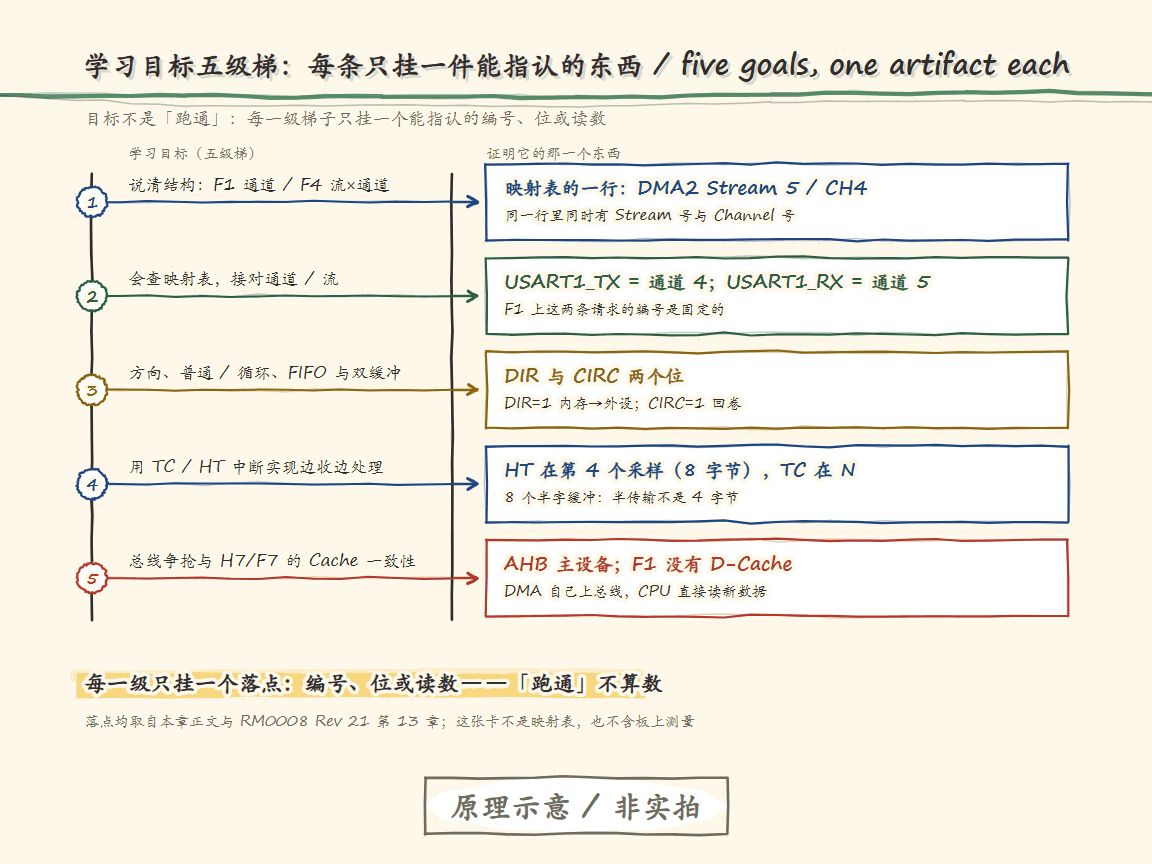 学习目标五级梯：每条只挂一件能指认的东西 / five goals, one artifact each
目标不是「跑通」：每一级梯子只挂一个能指认的编号、位或读数
学习目标（五级梯）
证明它的那一个东西
1
说清结构：F1 通道 / F4 流×通道
映射表的一行：DMA2 Stream 5 / CH4
同一行里同时有 Stream 号与 Channel 号
2
会查映射表，接对通道 / 流
USART1_TX = 通道 4；USART1_RX = 通道 5
F1 上这两条请求的编号是固定的
3
方向、普通 / 循环、FIFO 与双缓冲
DIR 与 CIRC 两个位
DIR=1 内存→外设；CIRC=1 回卷
4
用 TC / HT 中断实现边收边处理
HT 在第 4 个采样（8 字节），TC 在 N
8 个半字缓冲：半传输不是 4 字节
5
总线争抢与 H7/F7 的 Cache 一致性
AHB 主设备；F1 没有 D-Cache
DMA 自己上总线，CPU 直接读新数据
每一级只挂一个落点：编号、位或读数——「跑通」不算数
落点均取自本章正文与 RM0008 Rev 21 第 13 章；这张卡不是映射表，也不含板上测量
原理示意 / 非实拍